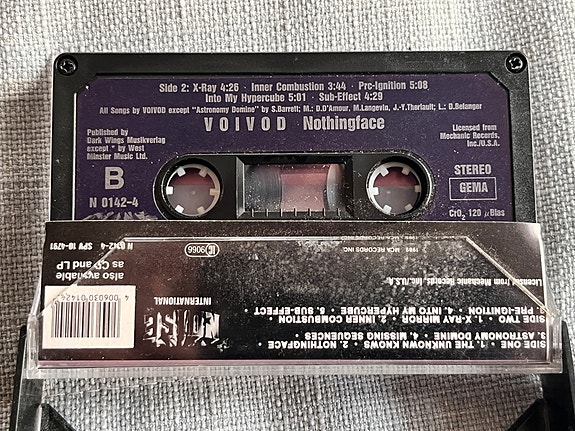 Side 2: X-Ray 4:26 · Inner Combustion 3:44 · Pre-Ignition 5:08
Into My Hypercube 5:01 · Sub-Effect 4:29
All Songs by VOIVOD except "Astronomy Domine" by S.Barrett; M.: D.D'Amour, M.Langevin, J.-Y.Theriault; L.: D.Belanger
VOIVOD Nothingface
Published by
Dark Wings Musikverlag
except * by West
Minster Music Ltd.
B
N 0142-4
Licensed from
Mechanic Records,
Inc./U.S.A.
STEREO
GEMA
CrO2 120 µBias
SIDE ONE · 1. THE UNKNOWN KNOWS · 2. NOTHINGFACE
3. ASTRONOMY DOMINE · 4. MISSING SEQUENCES
SIDE TWO · 1. X-RAY MIRROR · 2. INNER COMBUSTION
3. PRE-IGNITION · 4. INTO MY HYPERCUBE · 5. SUB-EFFECT
NOISE
INTERNATIONAL
Licensed from Mechanic Records, Inc./U.S.A.
1989 MCA RECORDS INC.
LC 9066
also available
as CD and LP
N 0142-4 SPV 10-4791